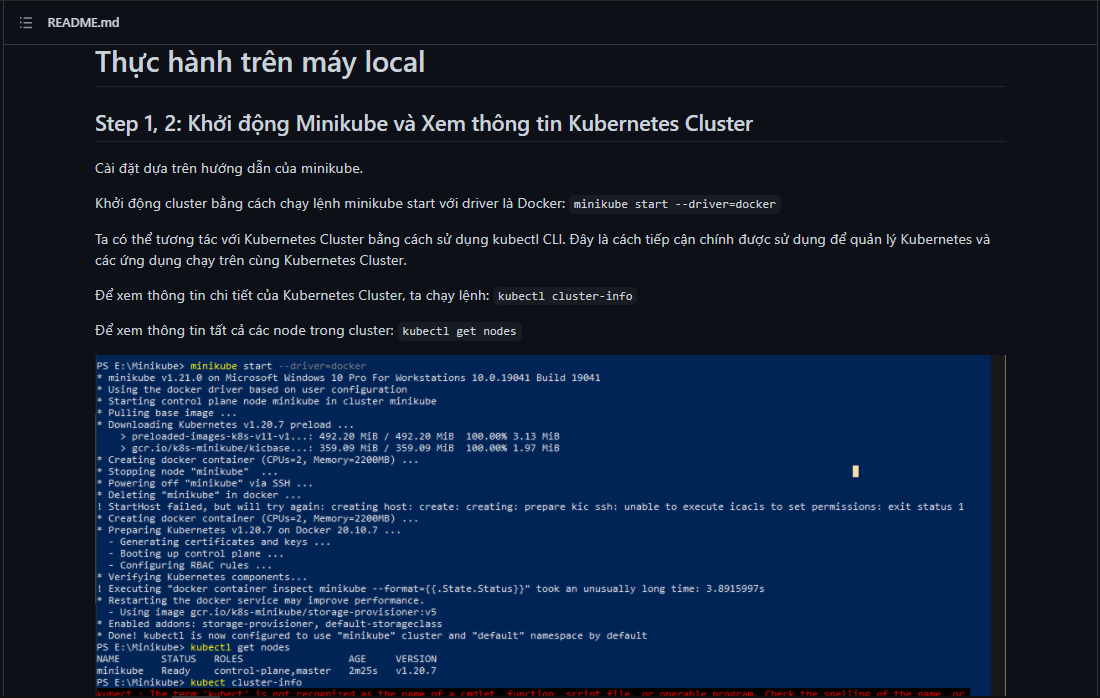 README.md
Thực hành trên máy local
Step 1, 2: Khởi động Minikube và Xem thông tin Kubernetes Cluster
Cài đặt dựa trên hướng dẫn của minikube.
Khởi động cluster bằng cách chạy lệnh minikube start với driver là Docker: minikube start --driver=docker
Ta có thể tương tác với Kubernetes Cluster bằng cách sử dụng kubectl CLI. Đây là cách tiếp cận chính được sử dụng để quản lý Kubernetes và
các ứng dụng chạy trên cùng Kubernetes Cluster.
Để xem thông tin chi tiết của Kubernetes Cluster, ta chạy lệnh: kubectl cluster-info
Để xem thông tin tất cả các node trong cluster: kubectl get nodes
PS E:\Minikube> minikube start --driver=docker
* minikube v1.21.0 on Microsoft Windows 10 Pro For Workstations 10.0.19041 Build 19041
* Using the docker driver based on user configuration
* Starting control plane node minikube in cluster minikube
* Pulling base image ...
* Downloading Kubernetes v1.20.7 preload ...
> preloaded-images-k8s-v11-v1...: 492.20 MiB / 492.20 MiB 100.00% 3.13 MiB
> gcr.io/k8s-minikube/kicbase...: 359.09 MiB / 359.09 MiB 100.00% 1.97 MiB
* Creating docker container (CPUs=2, Memory=2200MB) ...
* Stopping node "minikube" ...
* Powering off "minikube" via SSH ...
* Deleting "minikube" in docker ...
! StartHost failed, but will try again: creating host: create: creating: prepare kic ssh: unable to execute icacls to set permissions: exit status 1
* Creating docker container (CPUs=2, Memory=2200MB) ...
* Preparing Kubernetes v1.20.7 on Docker 20.10.7 ...
- Generating certificates and keys ...
- Booting up control plane ...
- Configuring RBAC rules ...
* Verifying Kubernetes components...
! Executing "docker container inspect minikube --format={{.State.Status}}" took an unusually long time: 3.8915997s
* Restarting the docker service may improve performance.
- Using image gcr.io/k8s-minikube/storage-provisioner:v5
* Enabled addons: storage-provisioner, default-storageclass
* Done! kubectl is now configured to use "minikube" cluster and "default" namespace by default
PS E:\Minikube> kubectl get nodes
NAME STATUS ROLES AGE VERSION
minikube Ready control-plane,master 2m25s v1.20.7
PS E:\Minikube> kubect cluster-info
kubect : The term 'kubect' is not recognized as the name of a cmdlet, function, script file, or operable program. Check the spelling of the name, or